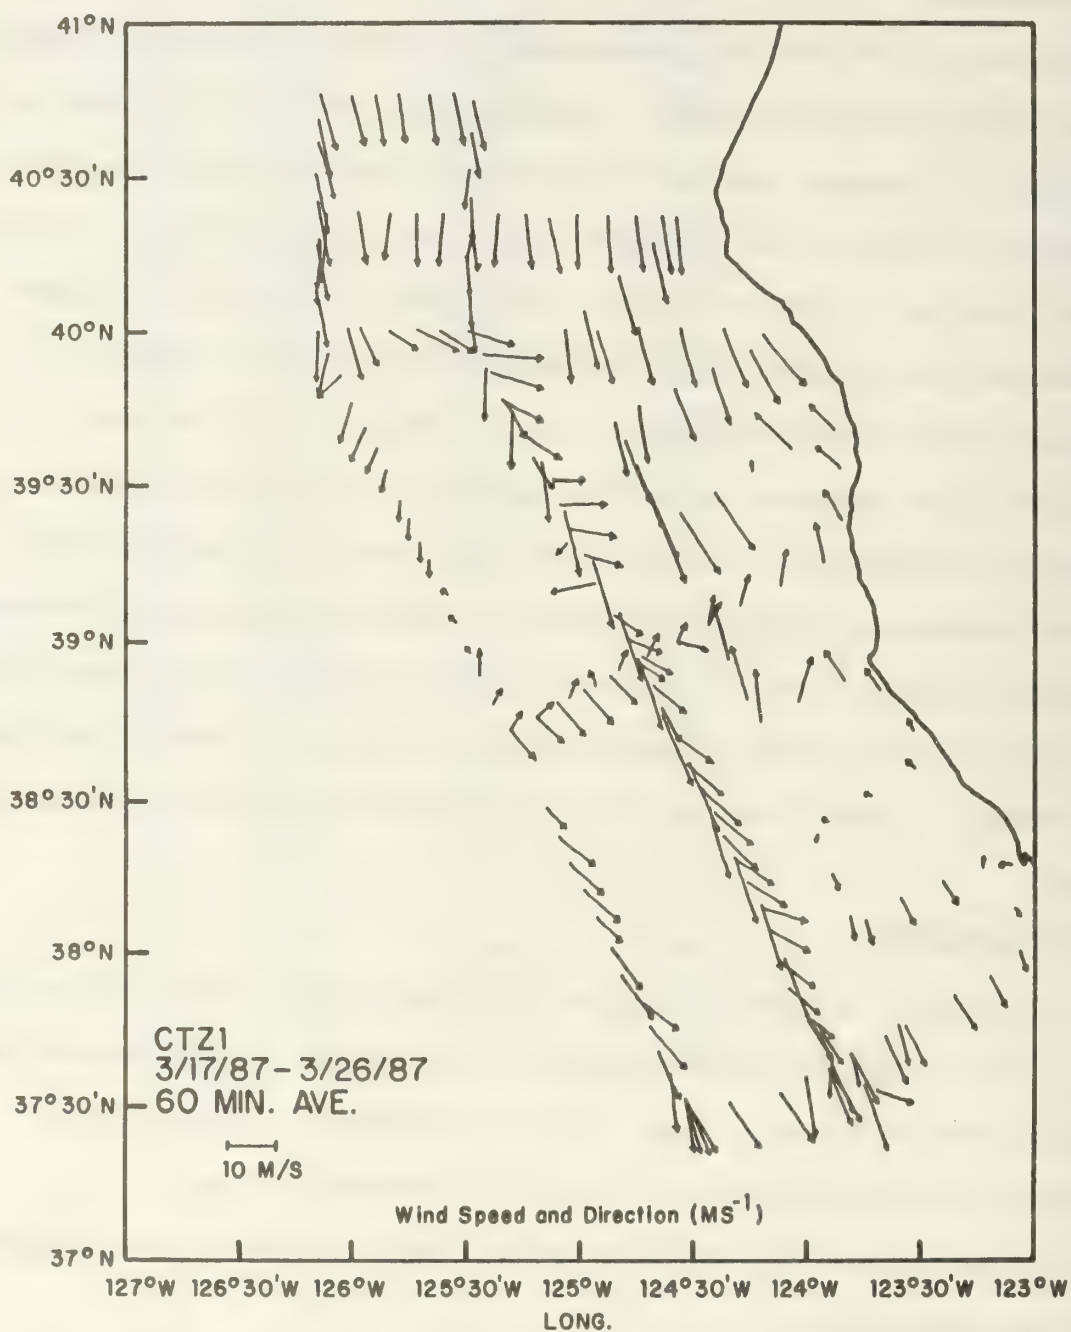 41°N
40°30'N
40°N
39°30'N
39°N
38°30'N
38°N
37°30'N
37°N
CTZ1
3/17/87-3/26/87
60 MIN. AVE.
10 M/S
Wind Speed and Direction (MS⁻¹)
127°W 126°30'W 126°W 125°30'W 125°W 124°30'W 124°W 123°30'W 123°W
LONG.